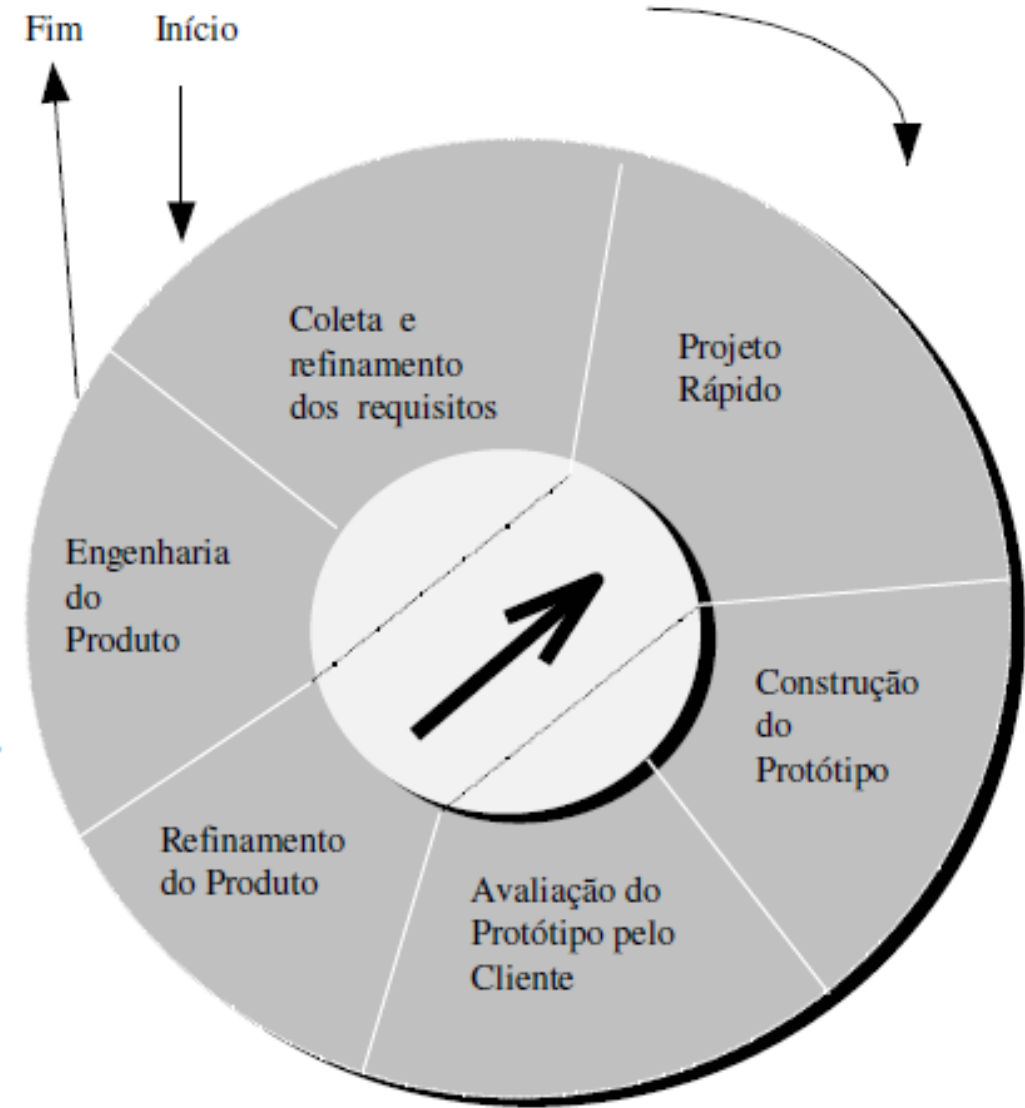 Fim
Início
Coleta e
refinamento
dos requisitos
Projeto
Rápido
Construção
do
Protótipo
Avaliação do
Protótipo pelo
Cliente
Refinamento
do Produto
Engenharia
do
Produto